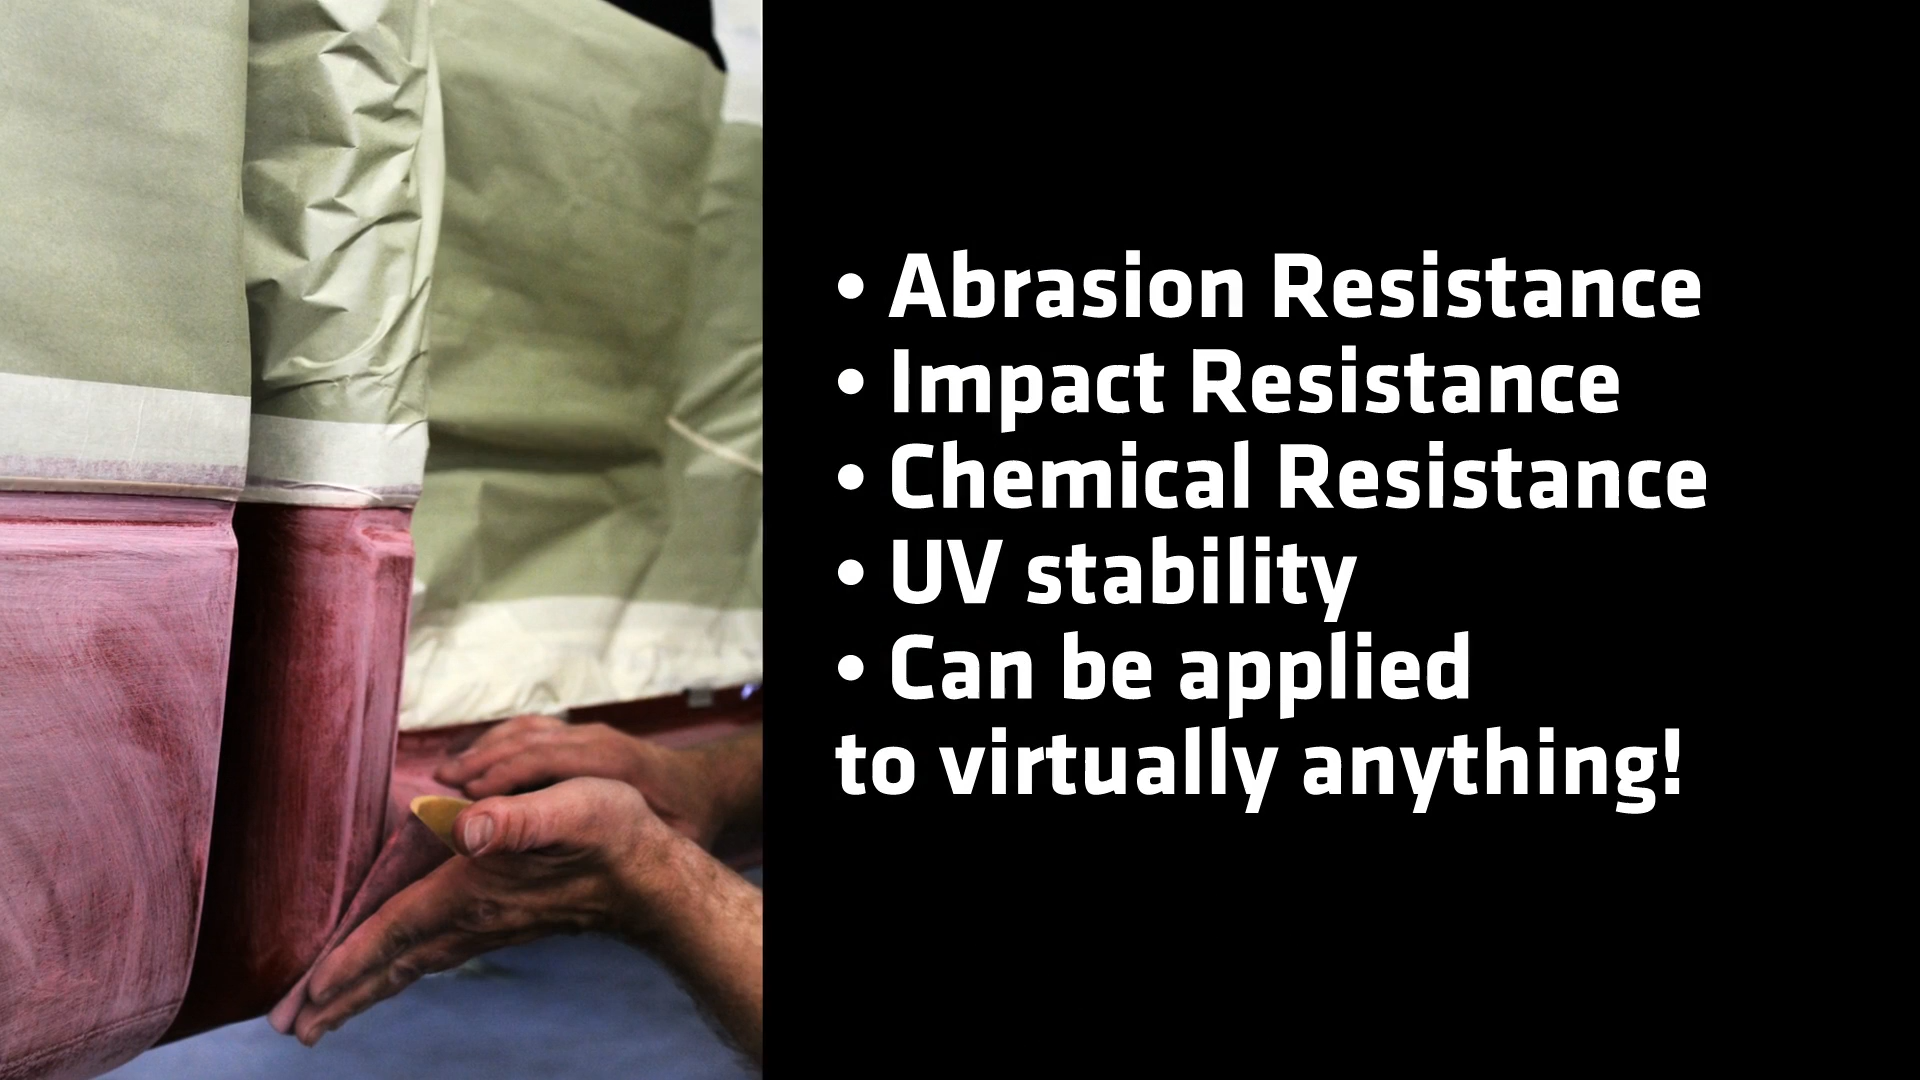 • Abrasion Resistance
• Impact Resistance
• Chemical Resistance
• UV stability
• Can be applied
to virtually anything!